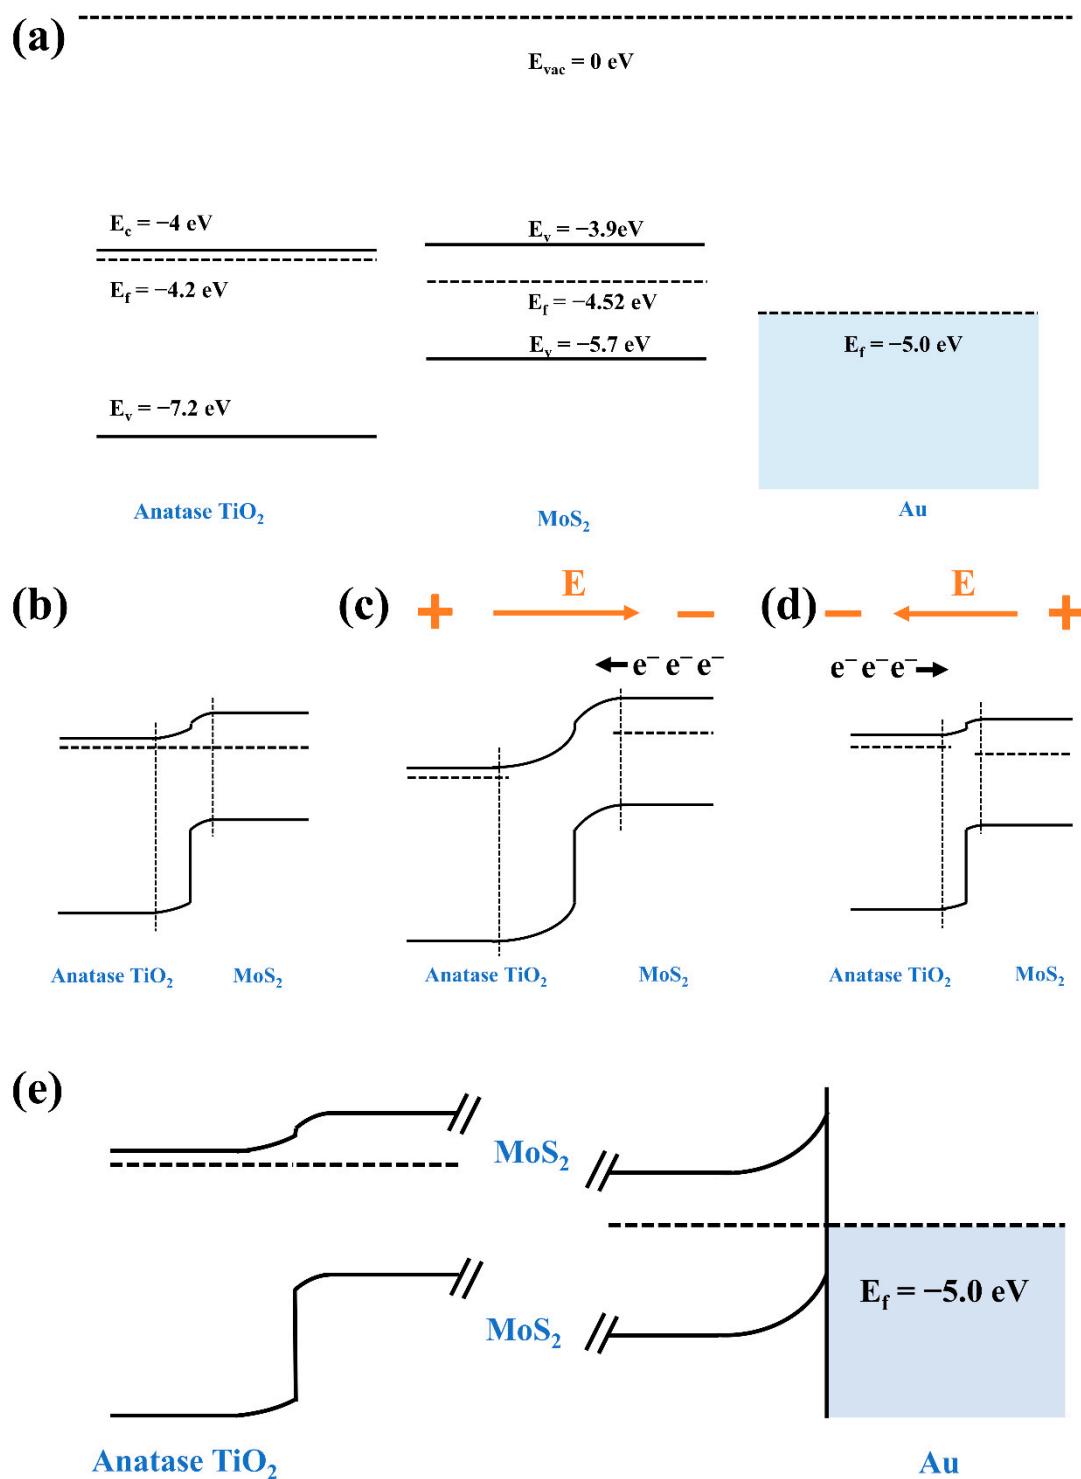 (a)
E_vac = 0 eV
E_c = −4 eV
E_v = −3.9eV
E_f = −4.2 eV
E_f = −4.52 eV
E_v = −5.7 eV
E_f = −5.0 eV
E_v = −7.2 eV
Anatase TiO₂
MoS₂
Au
(b)
Anatase TiO₂ MoS₂
(c)
+ E −
e⁻ e⁻ e⁻
Anatase TiO₂ MoS₂
(d)
− E +
e⁻ e⁻ e⁻
Anatase TiO₂ MoS₂
(e)
MoS₂
MoS₂
E_f = −5.0 eV
Anatase TiO₂
Au